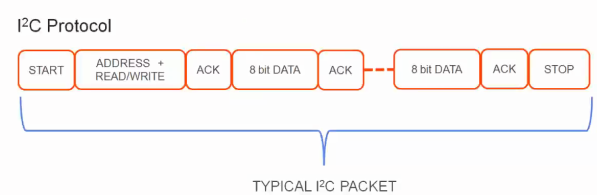 I²C Protocol
START ADDRESS + READ/WRITE ACK 8 bit DATA ACK 8 bit DATA ACK STOP
TYPICAL I²C PACKET